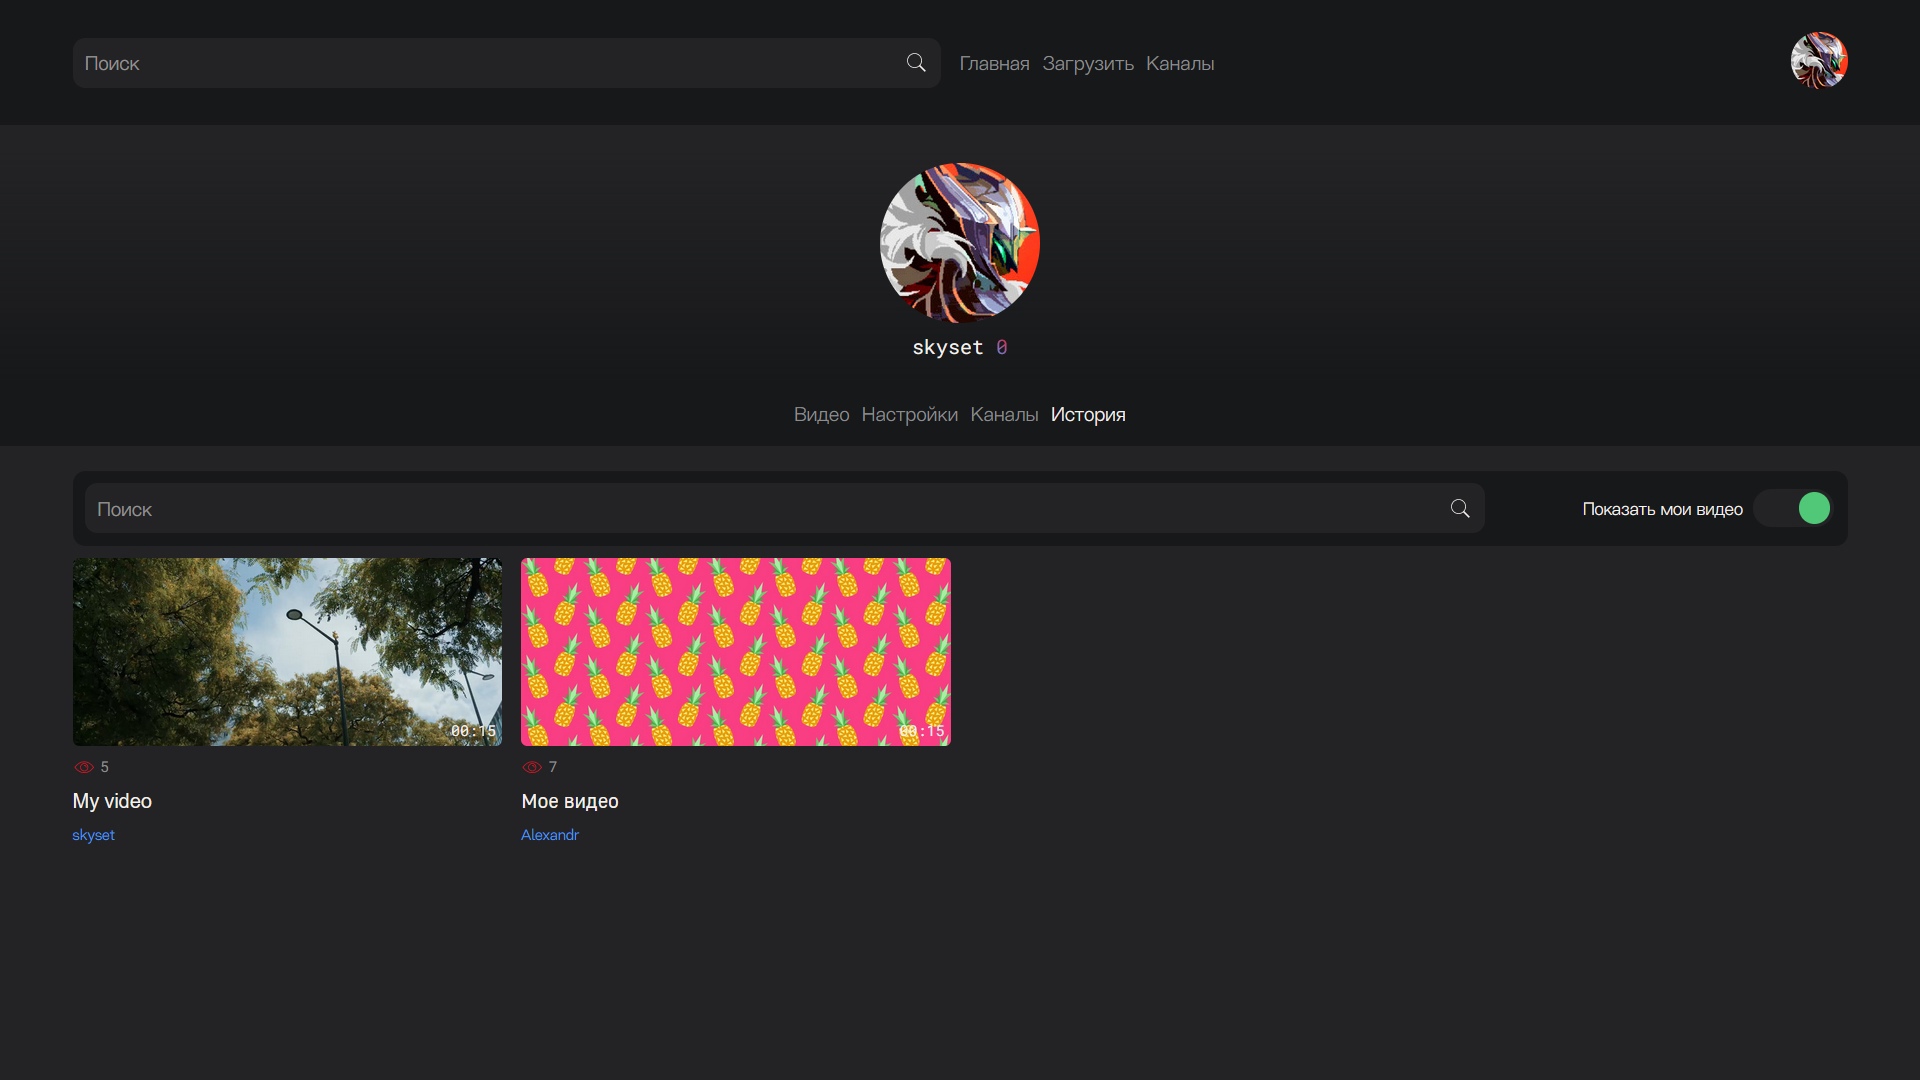 Поиск
Главная Загрузить Каналы
skyset 0
Видео Настройки Каналы История
Поиск
Показать мои видео
00:15
00:15
5
7
My video
Мое видео
skyset
Alexandr